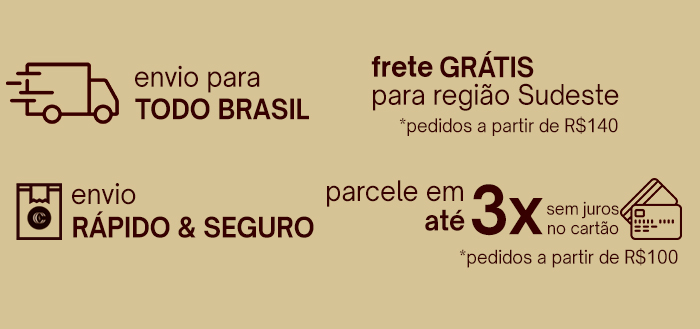 envio para
TODO BRASIL
frete GRÁTIS
para região Sudeste
*pedidos a partir de R$140
envio
RÁPIDO & SEGURO
parcele em
até 3x sem juros
no cartão
*pedidos a partir de R$100